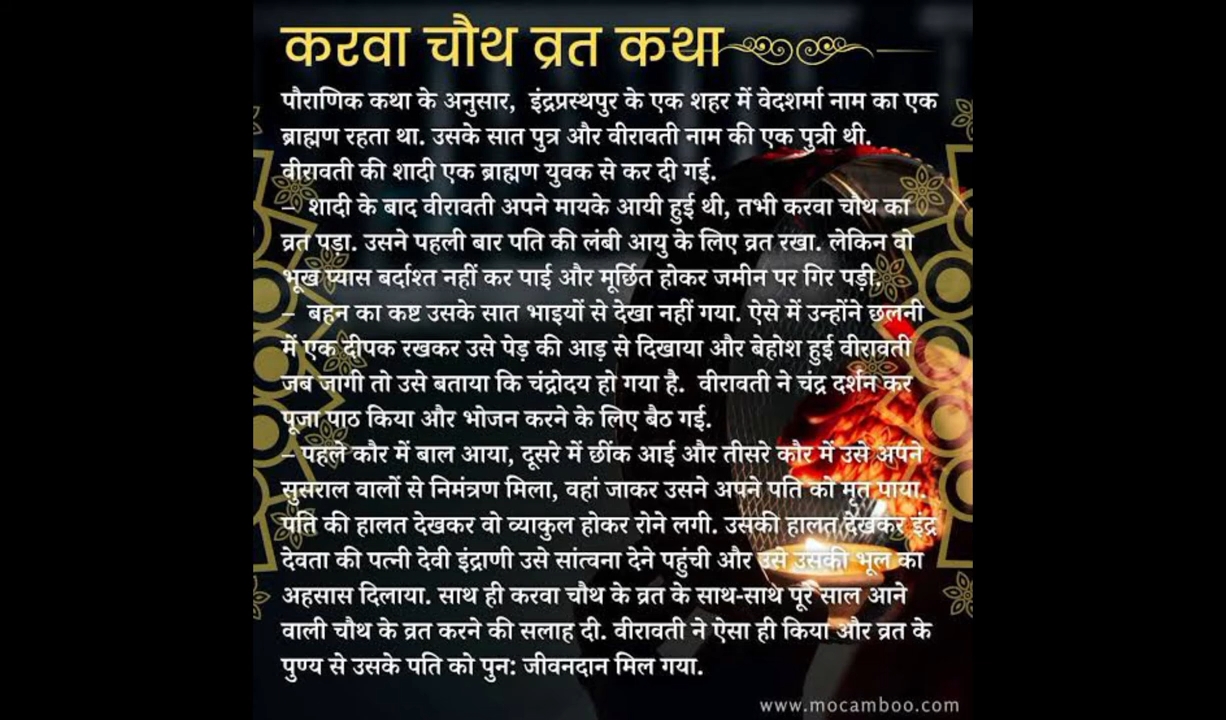 करवा चौथ व्रत कथा
पौराणिक कथा के अनुसार, इंद्रप्रस्थपुर के एक शहर में वेदशर्मा नाम का एक
ब्राह्मण रहता था. उसके सात पुत्र और वीरावती नाम की एक पुत्री थी.
वीरावती की शादी एक ब्राह्मण युवक से कर दी गई.
– शादी के बाद वीरावती अपने मायके आयी हुई थी, तभी करवा चौथ का
व्रत पड़ा. उसने पहली बार पति की लंबी आयु के लिए व्रत रखा. लेकिन वो
भूख प्यास बर्दाश्त नहीं कर पाई और मूर्छित होकर जमीन पर गिर पड़ी.
– बहन का कष्ट उसके सात भाइयों से देखा नहीं गया. ऐसे में उन्होंने छलनी
में एक दीपक रखकर उसे पेड़ की आड़ से दिखाया और बेहोश हुई वीरावती
जब जागी तो उसे बताया कि चंद्रोदय हो गया है. वीरावती ने चंद्र दर्शन कर
पूजा पाठ किया और भोजन करने के लिए बैठ गई.
– पहले कौर में बाल आया, दूसरे में छींक आई और तीसरे कौर में उसे अपने
सुसराल वालों से निमंत्रण मिला, वहां जाकर उसने अपने पति को मृत पाया.
पति की हालत देखकर वो व्याकुल होकर रोने लगी. उसकी हालत देखकर इंद्र
देवता की पत्नी देवी इंद्राणी उसे सांत्वना देने पहुंची और उसे उसकी भूल का
अहसास दिलाया. साथ ही करवा चौथ के व्रत के साथ-साथ पूरे साल आने
वाली चौथ के व्रत करने की सलाह दी. वीरावती ने ऐसा ही किया और व्रत के
पुण्य से उसके पति को पुन: जीवनदान मिल गया.
www.mocamboo.com